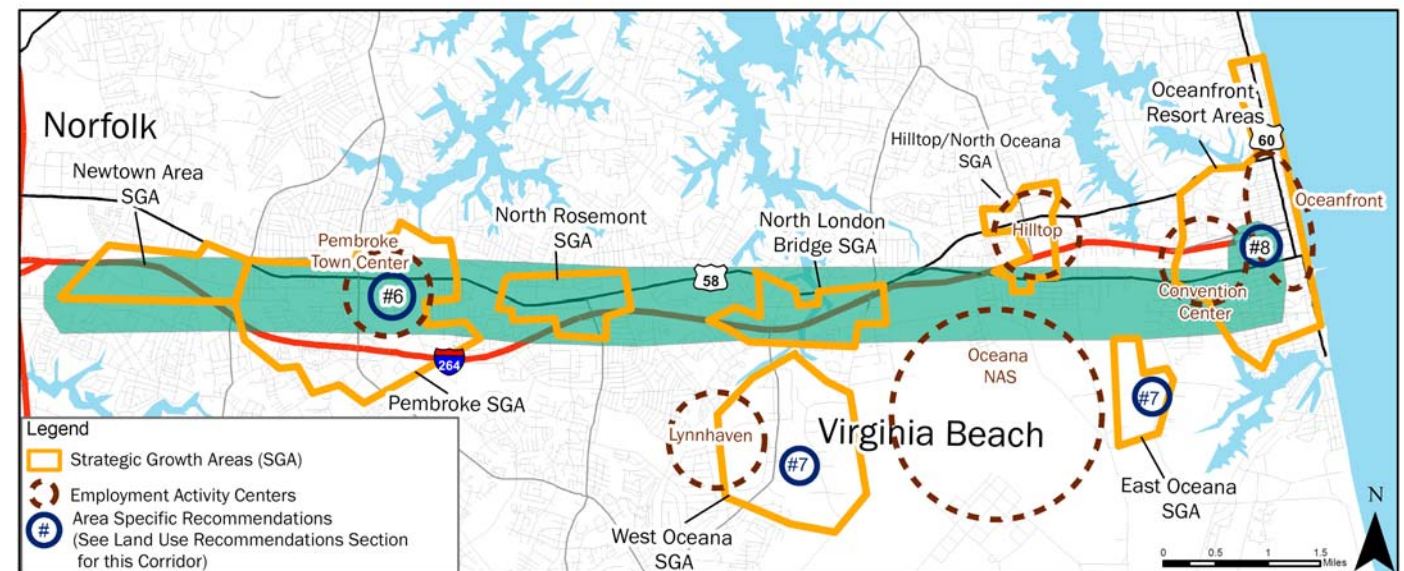 Norfolk
Newtown Area
SGA
Pembroke
Town Center
#6
North Rosemont
SGA
58
264
Pembroke SGA
North London
Bridge SGA
Hilltop/North Oceana
SGA
Hilltop
Oceanfront
Resort Areas
60
Oceanfront
#8
Convention
Center
Oceana
NAS
Lynnhaven
#7
Virginia Beach
#7
West Oceana
SGA
East Oceana
SGA
Legend
Strategic Growth Areas (SGA)
Employment Activity Centers
# Area Specific Recommendations
(See Land Use Recommendations Section
for this Corridor)
N
0 0.5 1 1.5
Miles